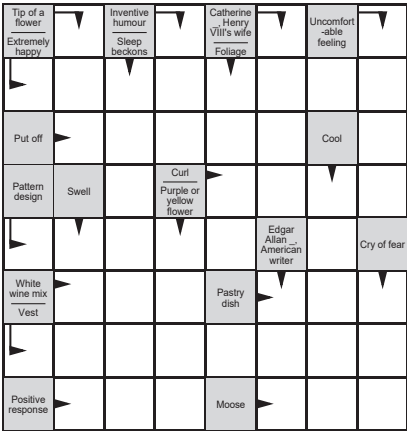 Tip of a
flower
Extremely
happy
Inventive
humour
Sleep
beckons
Catherine
_, Henry
VIII's wife
Foliage
Uncomfort
-able
feeling
Put off
Cool
Pattern
design
Swell
Curl
Purple or
yellow
flower
Edgar
Allan _,
American
writer
Cry of fear
White
wine mix
Vest
Pastry
dish
Positive
response
Moose